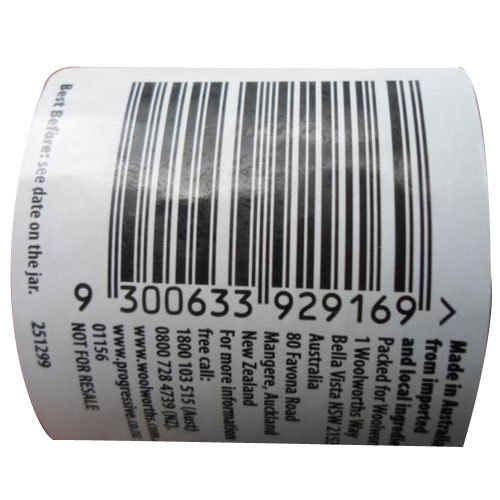 9 300633 929169 >
Made in Australia
from imported
and local ingredie
Packed for Woolwor
1 Woolworths Way
Bella Vista NSW 215
Australia
80 Favona Road
Mangere, Auckland
New Zealand
For more information
free call:
1800 103 515 (Aust)
0800 728 4739 (NZ).
www.woolworths.com
www.progressive.co.nz
01156
NOT FOR RESALE
Best Before: see date on the jar. 251299